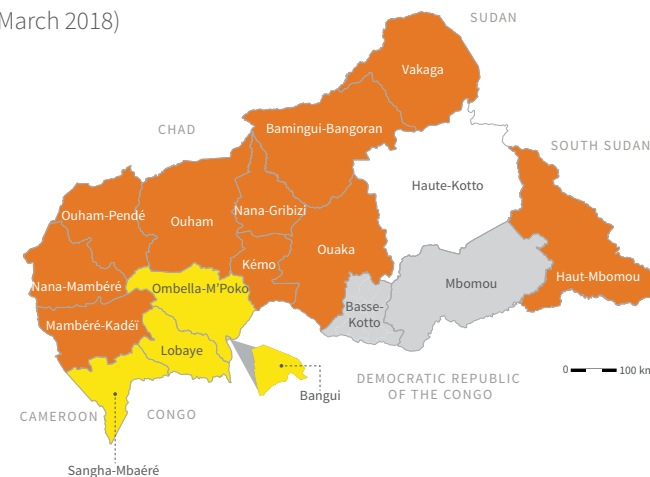 March 2018)
SUDAN
Vakaga
CHAD
Bamingui-Bangoran
SOUTH SUDAN
Haute-Kotto
Ouham-Pendé
Ouham
Nana-Gribizi
Ouaka
Kémo
Haut-Mbomou
Nana-Mambéré
Ombella-M'Poko
Mbomou
Basse-
Kotto
Mambéré-Kadéï
Lobaye
0
100 km
DEMOCRATIC REPUBLIC
OF THE CONGO
Bangui
CAMEROON
CONGO
Sangha-Mbaéré